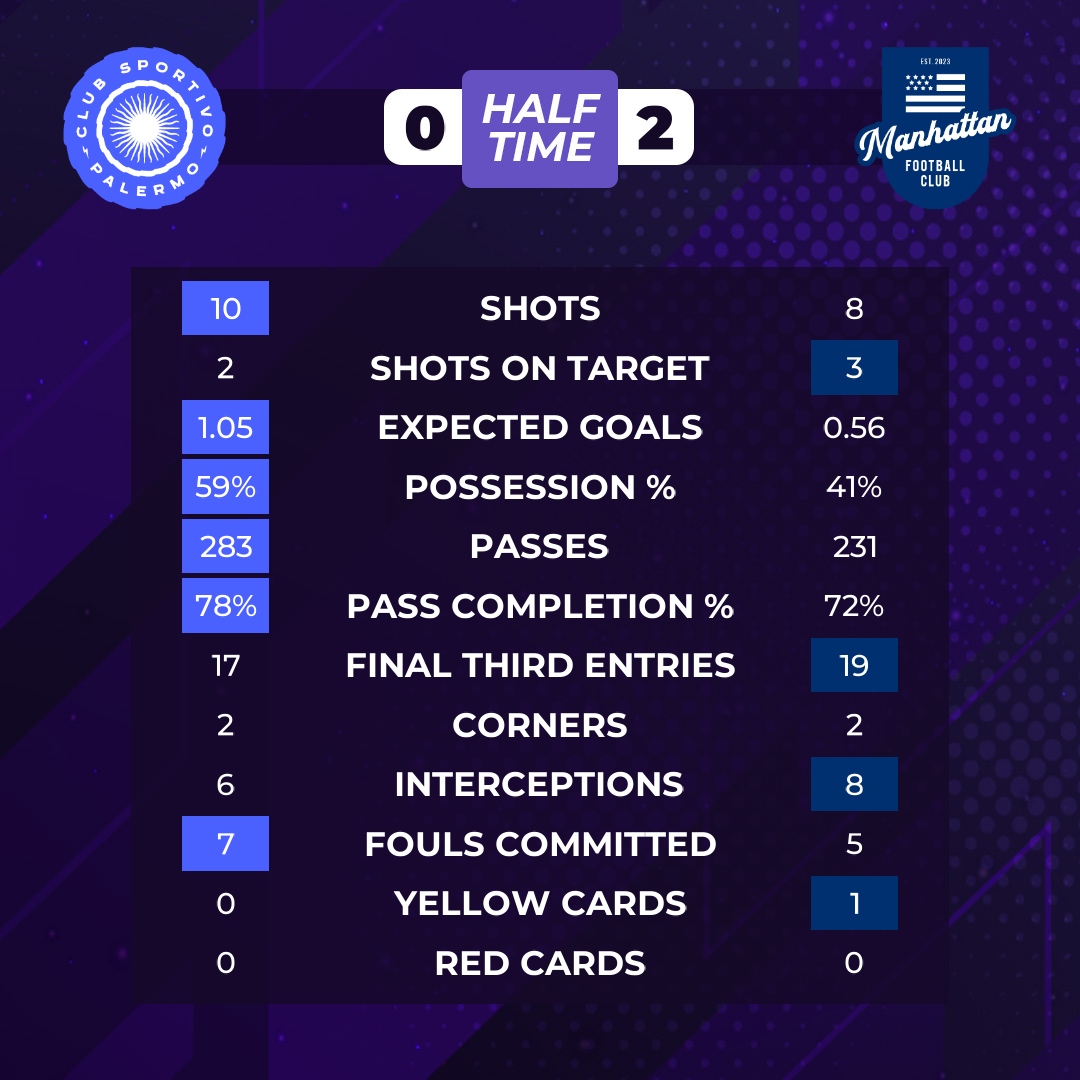 CLUB SPORTIVO
PALERMO
0
HALF
TIME
2
EST. 2023
Manhattan
FOOTBALL
CLUB
10 SHOTS 8
2 SHOTS ON TARGET 3
1.05 EXPECTED GOALS 0.56
59% POSSESSION % 41%
283 PASSES 231
78% PASS COMPLETION % 72%
17 FINAL THIRD ENTRIES 19
2 CORNERS 2
6 INTERCEPTIONS 8
7 FOULS COMMITTED 5
0 YELLOW CARDS 1
0 RED CARDS 0